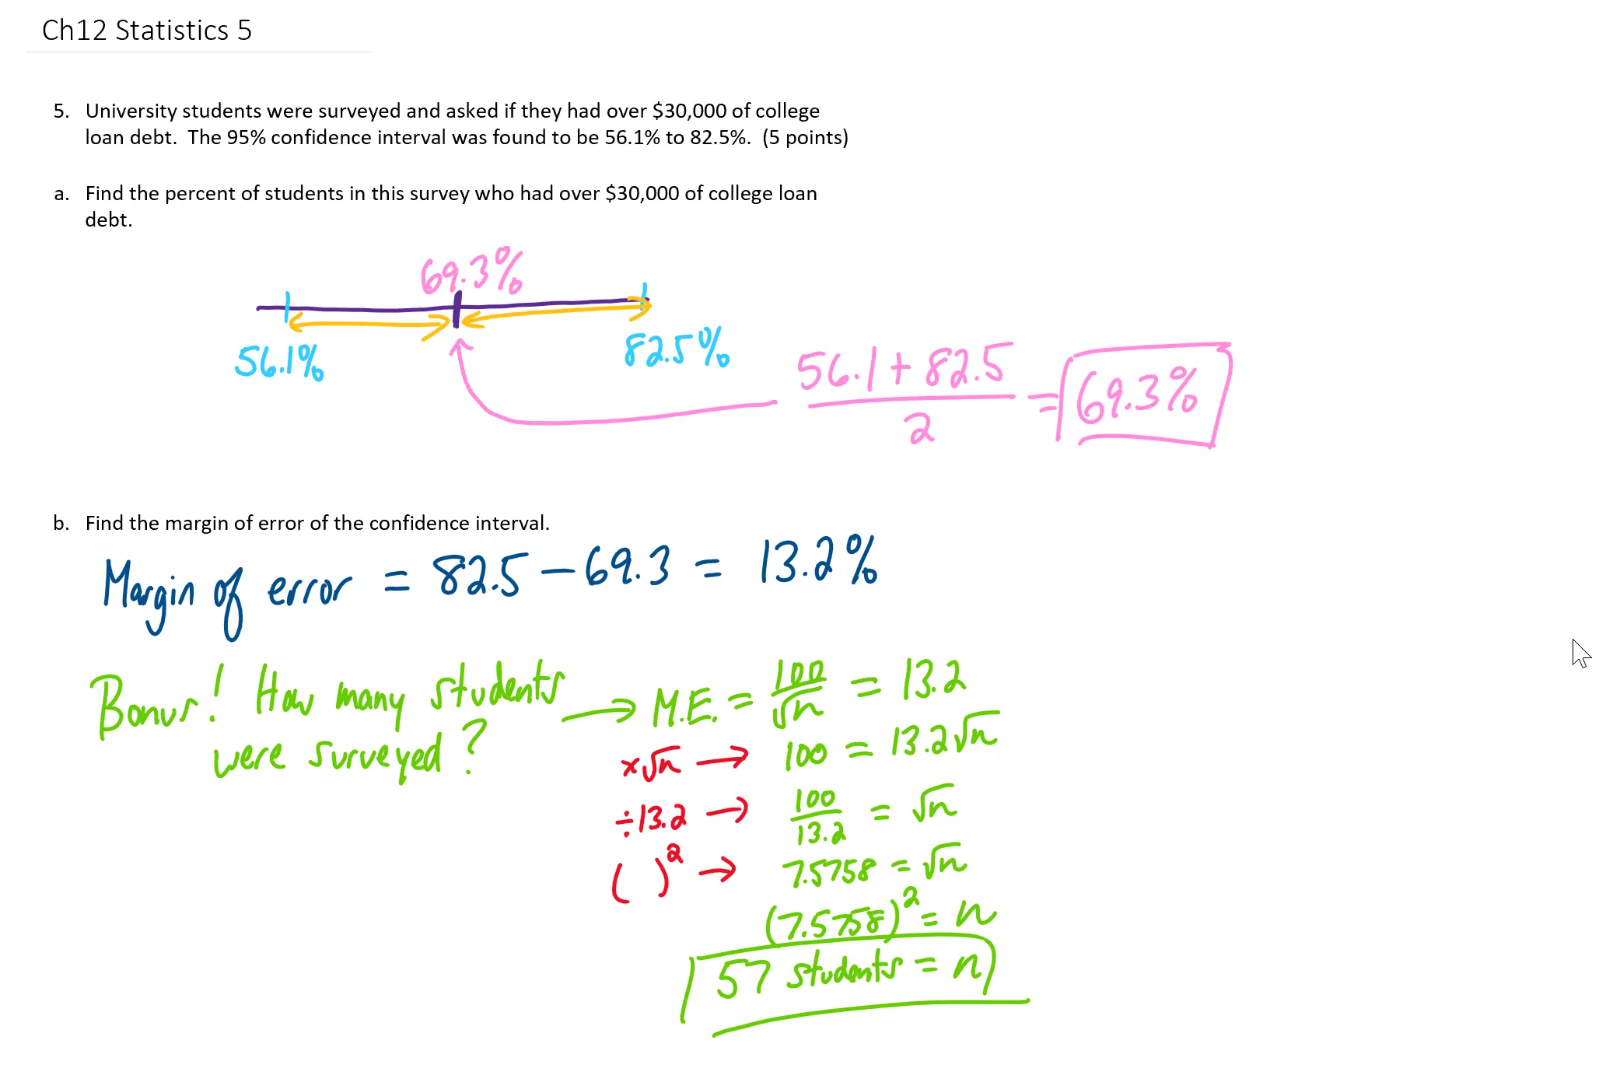 Ch12 Statistics 5
5. University students were surveyed and asked if they had over $30,000 of college
loan debt. The 95% confidence interval was found to be 56.1% to 82.5%. (5 points)
a. Find the percent of students in this survey who had over $30,000 of college loan
debt.
69.3%
56.1%
82.5%
56.1 + 82.5
2
= 69.3%
b. Find the margin of error of the confidence interval.
Margin of error = 82.5 - 69.3 = 13.2%
Bonus! How many students
were surveyed?
→ M.E. = 100/√n = 13.2
x√n → 100 = 13.2√n
÷13.2 → 100/13.2 = √n
( )² → 7.5758 = √n
(7.5758)² = n
57 students = n